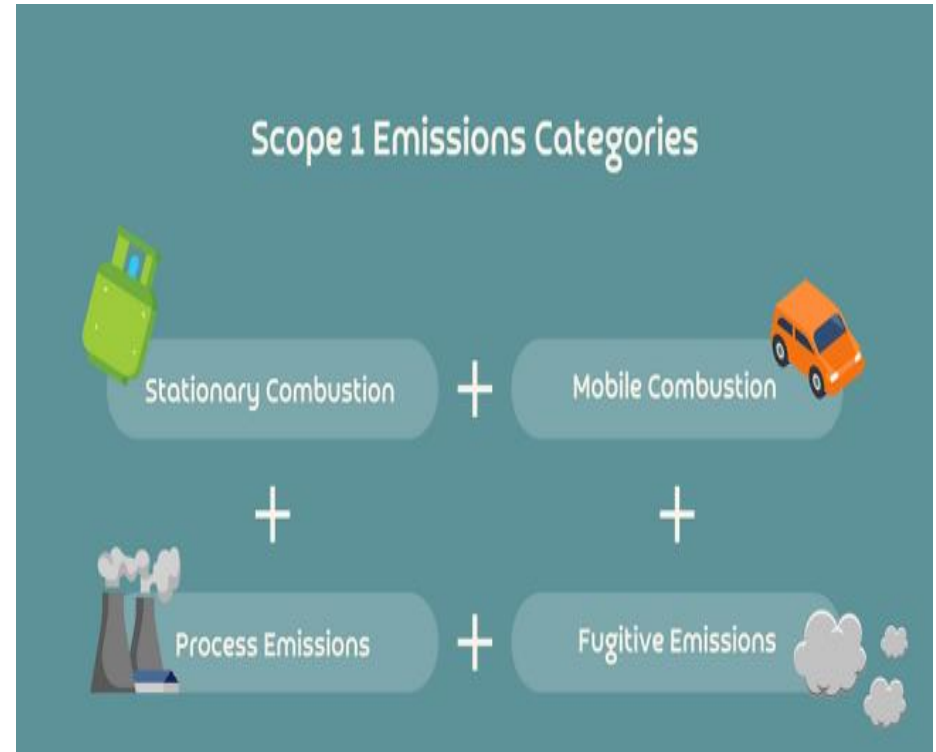 Scope 1 Emissions Categories
Stationary Combustion
+
Mobile Combustion
+
+
Process Emissions
+
Fugitive Emissions